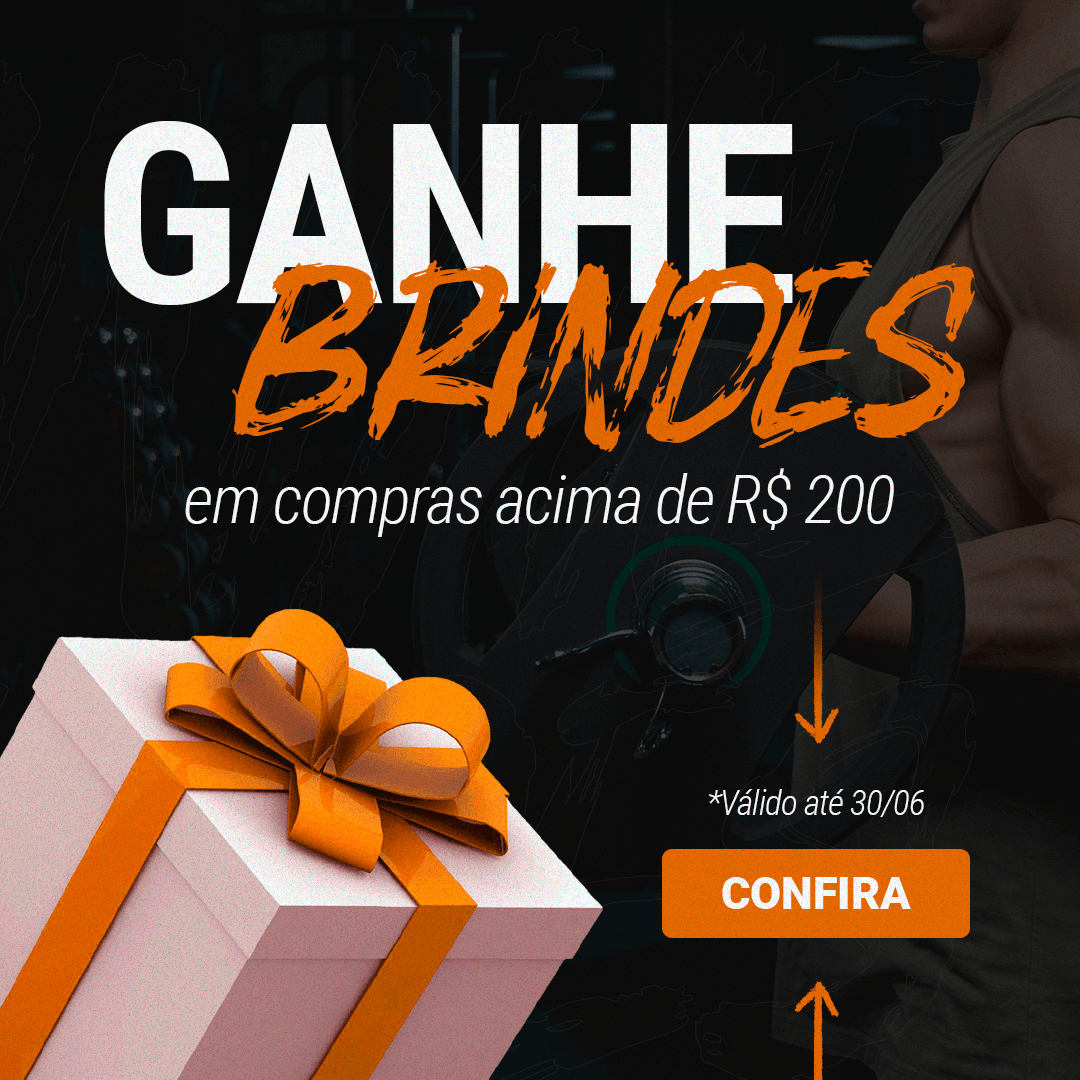 GANHE
BRINDES
em compras acima de R$ 200
*Válido até 30/06
CONFIRA